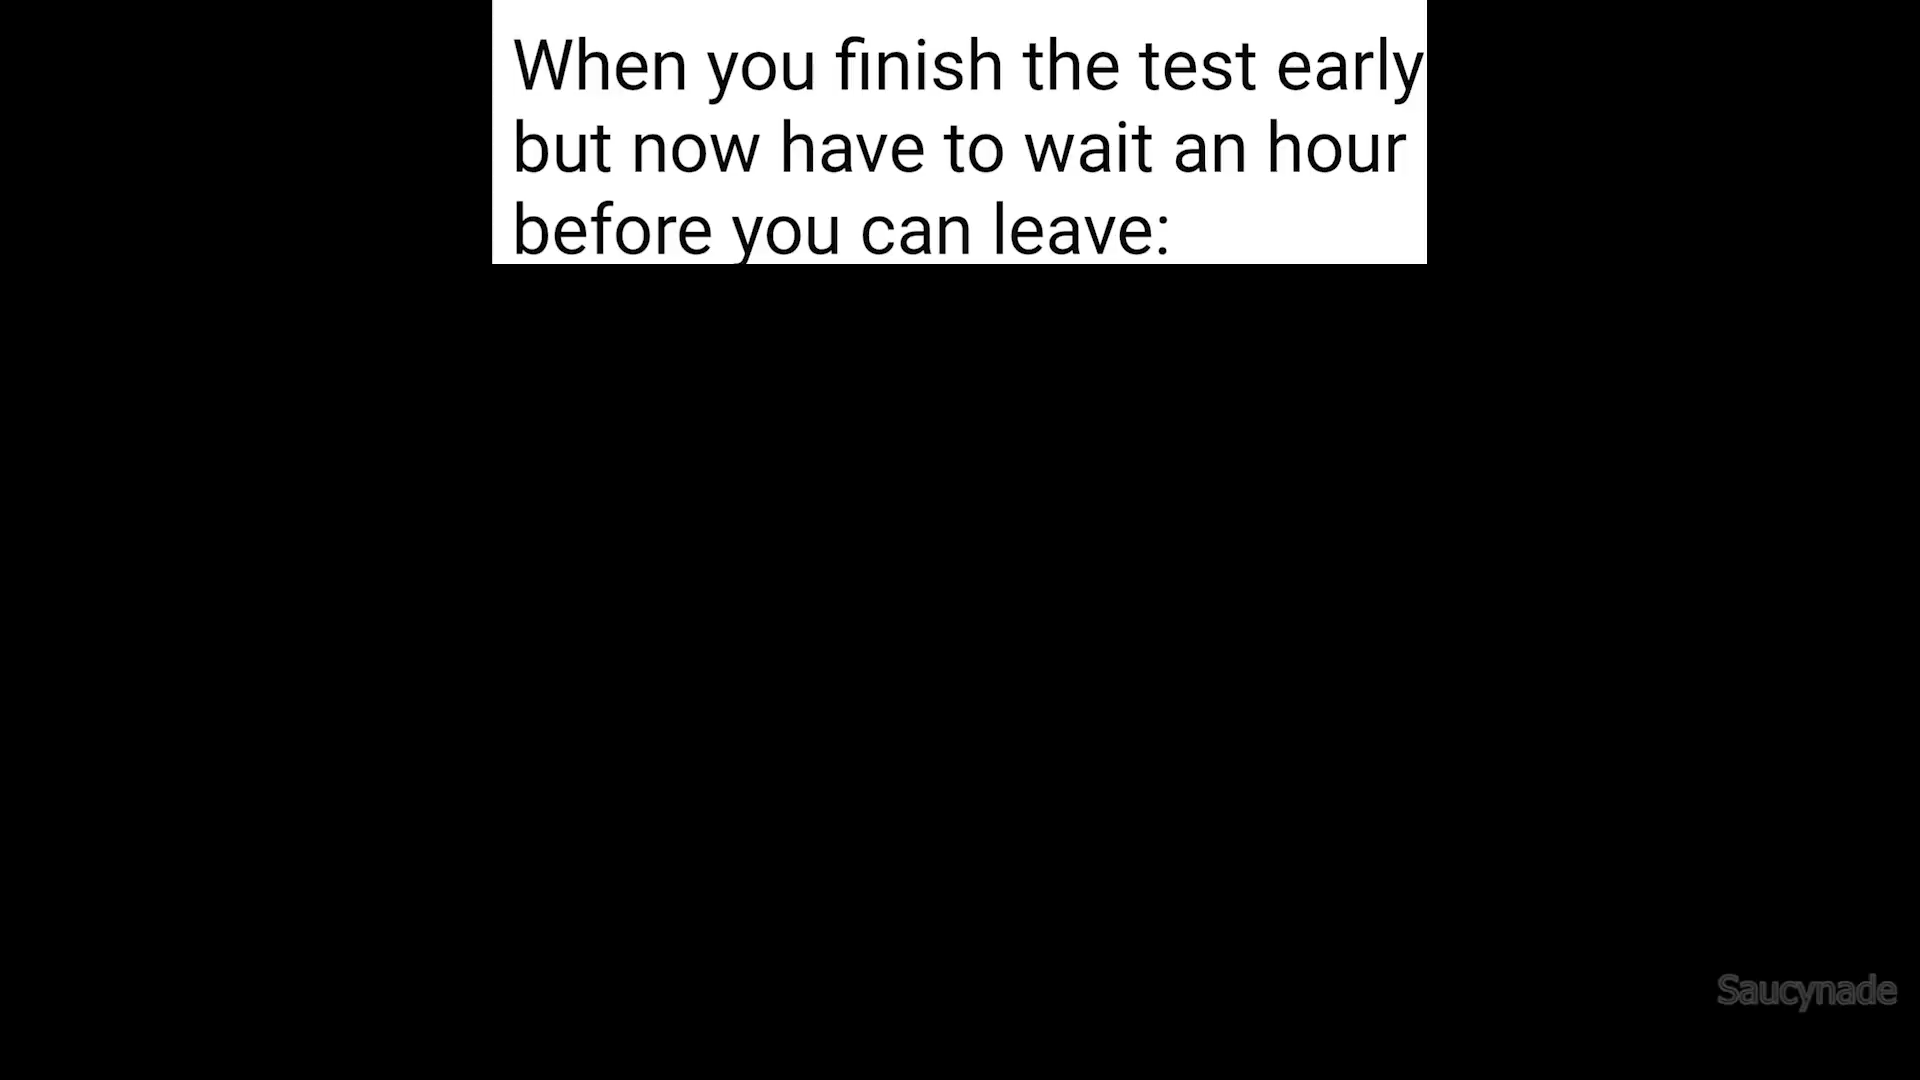 When you finish the test early
but now have to wait an hour
before you can leave:
Saucynade